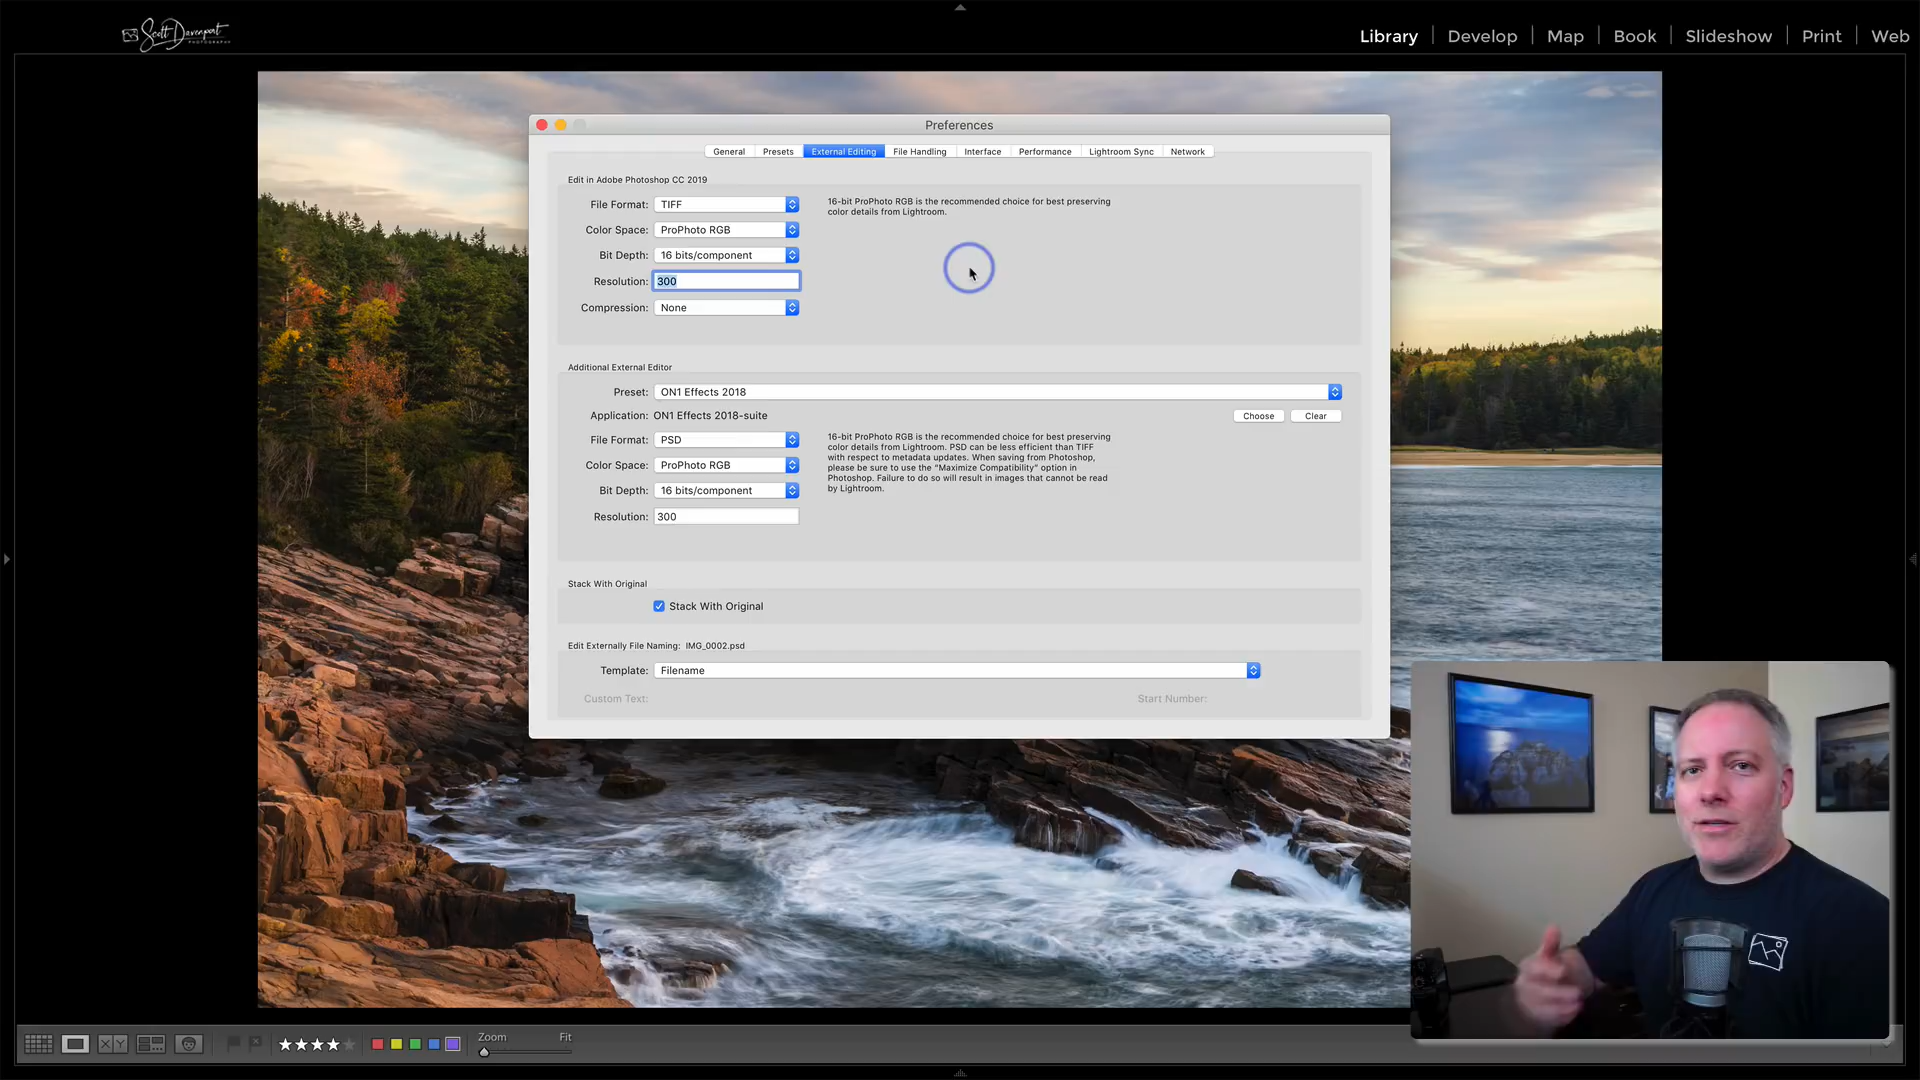 Scott Davenport
PHOTOGRAPHY
Library
Develop
Map
Book
Slideshow
Print
Web
Preferences
General
Presets
External Editing
File Handling
Interface
Performance
Lightroom Sync
Network
Edit in Adobe Photoshop CC 2019
File Format: TIFF
16-bit ProPhoto RGB is the recommended choice for best preserving
color details from Lightroom.
Color Space: ProPhoto RGB
Bit Depth: 16 bits/component
Resolution: 300
Compression: None
Additional External Editor
Preset: ON1 Effects 2018
Application: ON1 Effects 2018-suite
Choose
Clear
File Format: PSD
16-bit ProPhoto RGB is the recommended choice for best preserving
color details from Lightroom. PSD can be less efficient than TIFF
with respect to metadata updates. When saving from Photoshop,
please be sure to use the “Maximize Compatibility” option in
Photoshop. Failure to do so will result in images that cannot be read
by Lightroom.
Color Space: ProPhoto RGB
Bit Depth: 16 bits/component
Resolution: 300
Stack With Original
Stack With Original
Edit Externally File Naming: IMG_0002.psd
Template: Filename
Custom Text:
Start Number:
X Y
Zoom
Fit